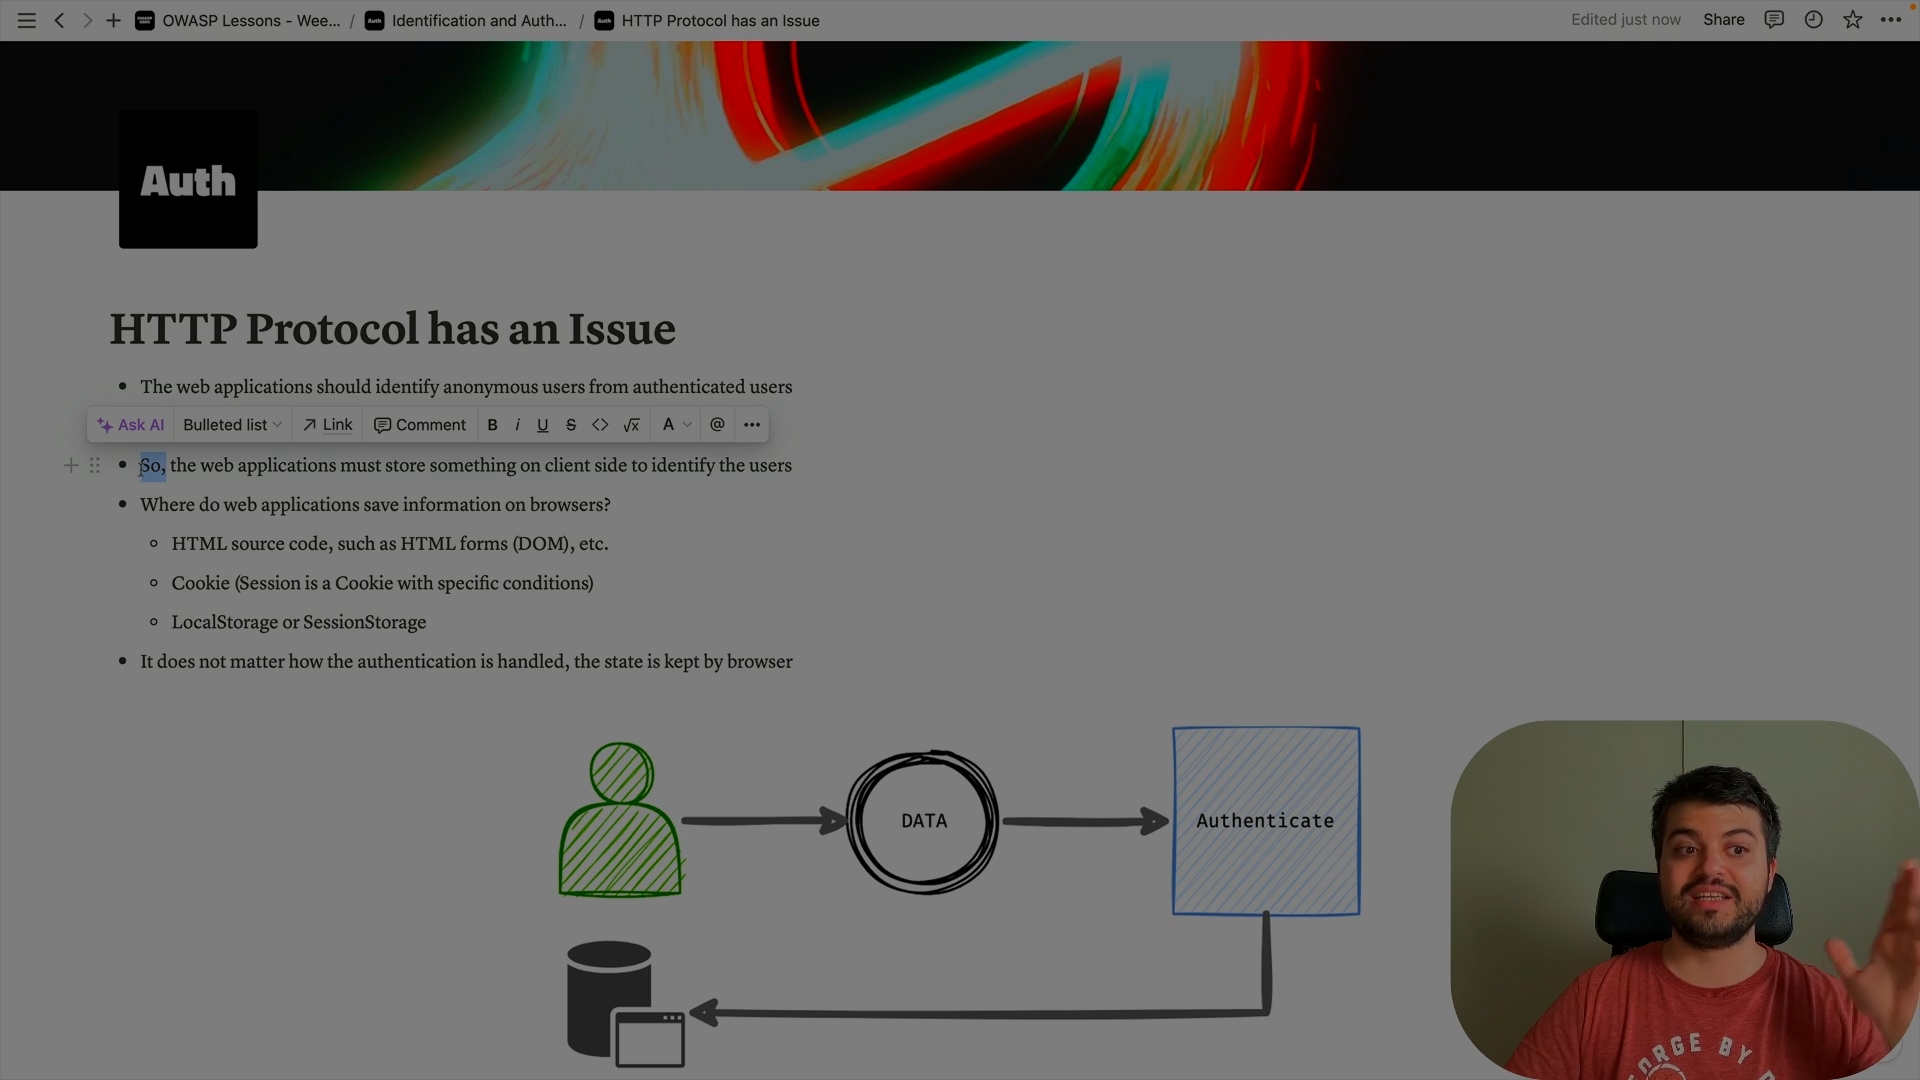 OWASP Lessons - Wee... / Auth Identification and Auth... / Auth HTTP Protocol has an Issue
Edited just now Share
Auth
HTTP Protocol has an Issue
The web applications should identify anonymous users from authenticated users
Ask AI Bulleted list Link Comment B i U S <> √x A @ •••
So, the web applications must store something on client side to identify the users
Where do web applications save information on browsers?
HTML source code, such as HTML forms (DOM), etc.
Cookie (Session is a Cookie with specific conditions)
LocalStorage or SessionStorage
It does not matter how the authentication is handled, the state is kept by browser
DATA
Authenticate
BY